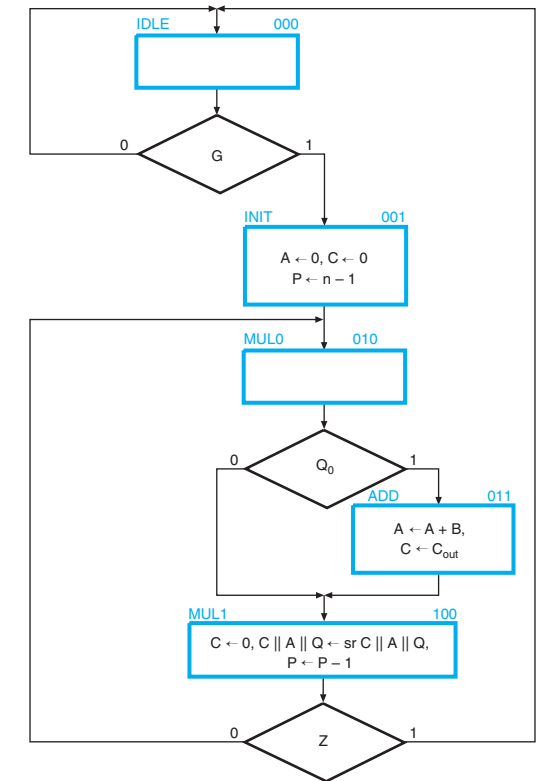 IDLE 000
0 G 1
INIT 001
A ← 0, C ← 0
P ← n – 1
MUL0 010
0 Q₀ 1
ADD 011
A ← A + B,
C ← Cₒᵤₜ
MUL1 100
C ← 0, C || A || Q ← sr C || A || Q,
P ← P – 1
0 Z 1